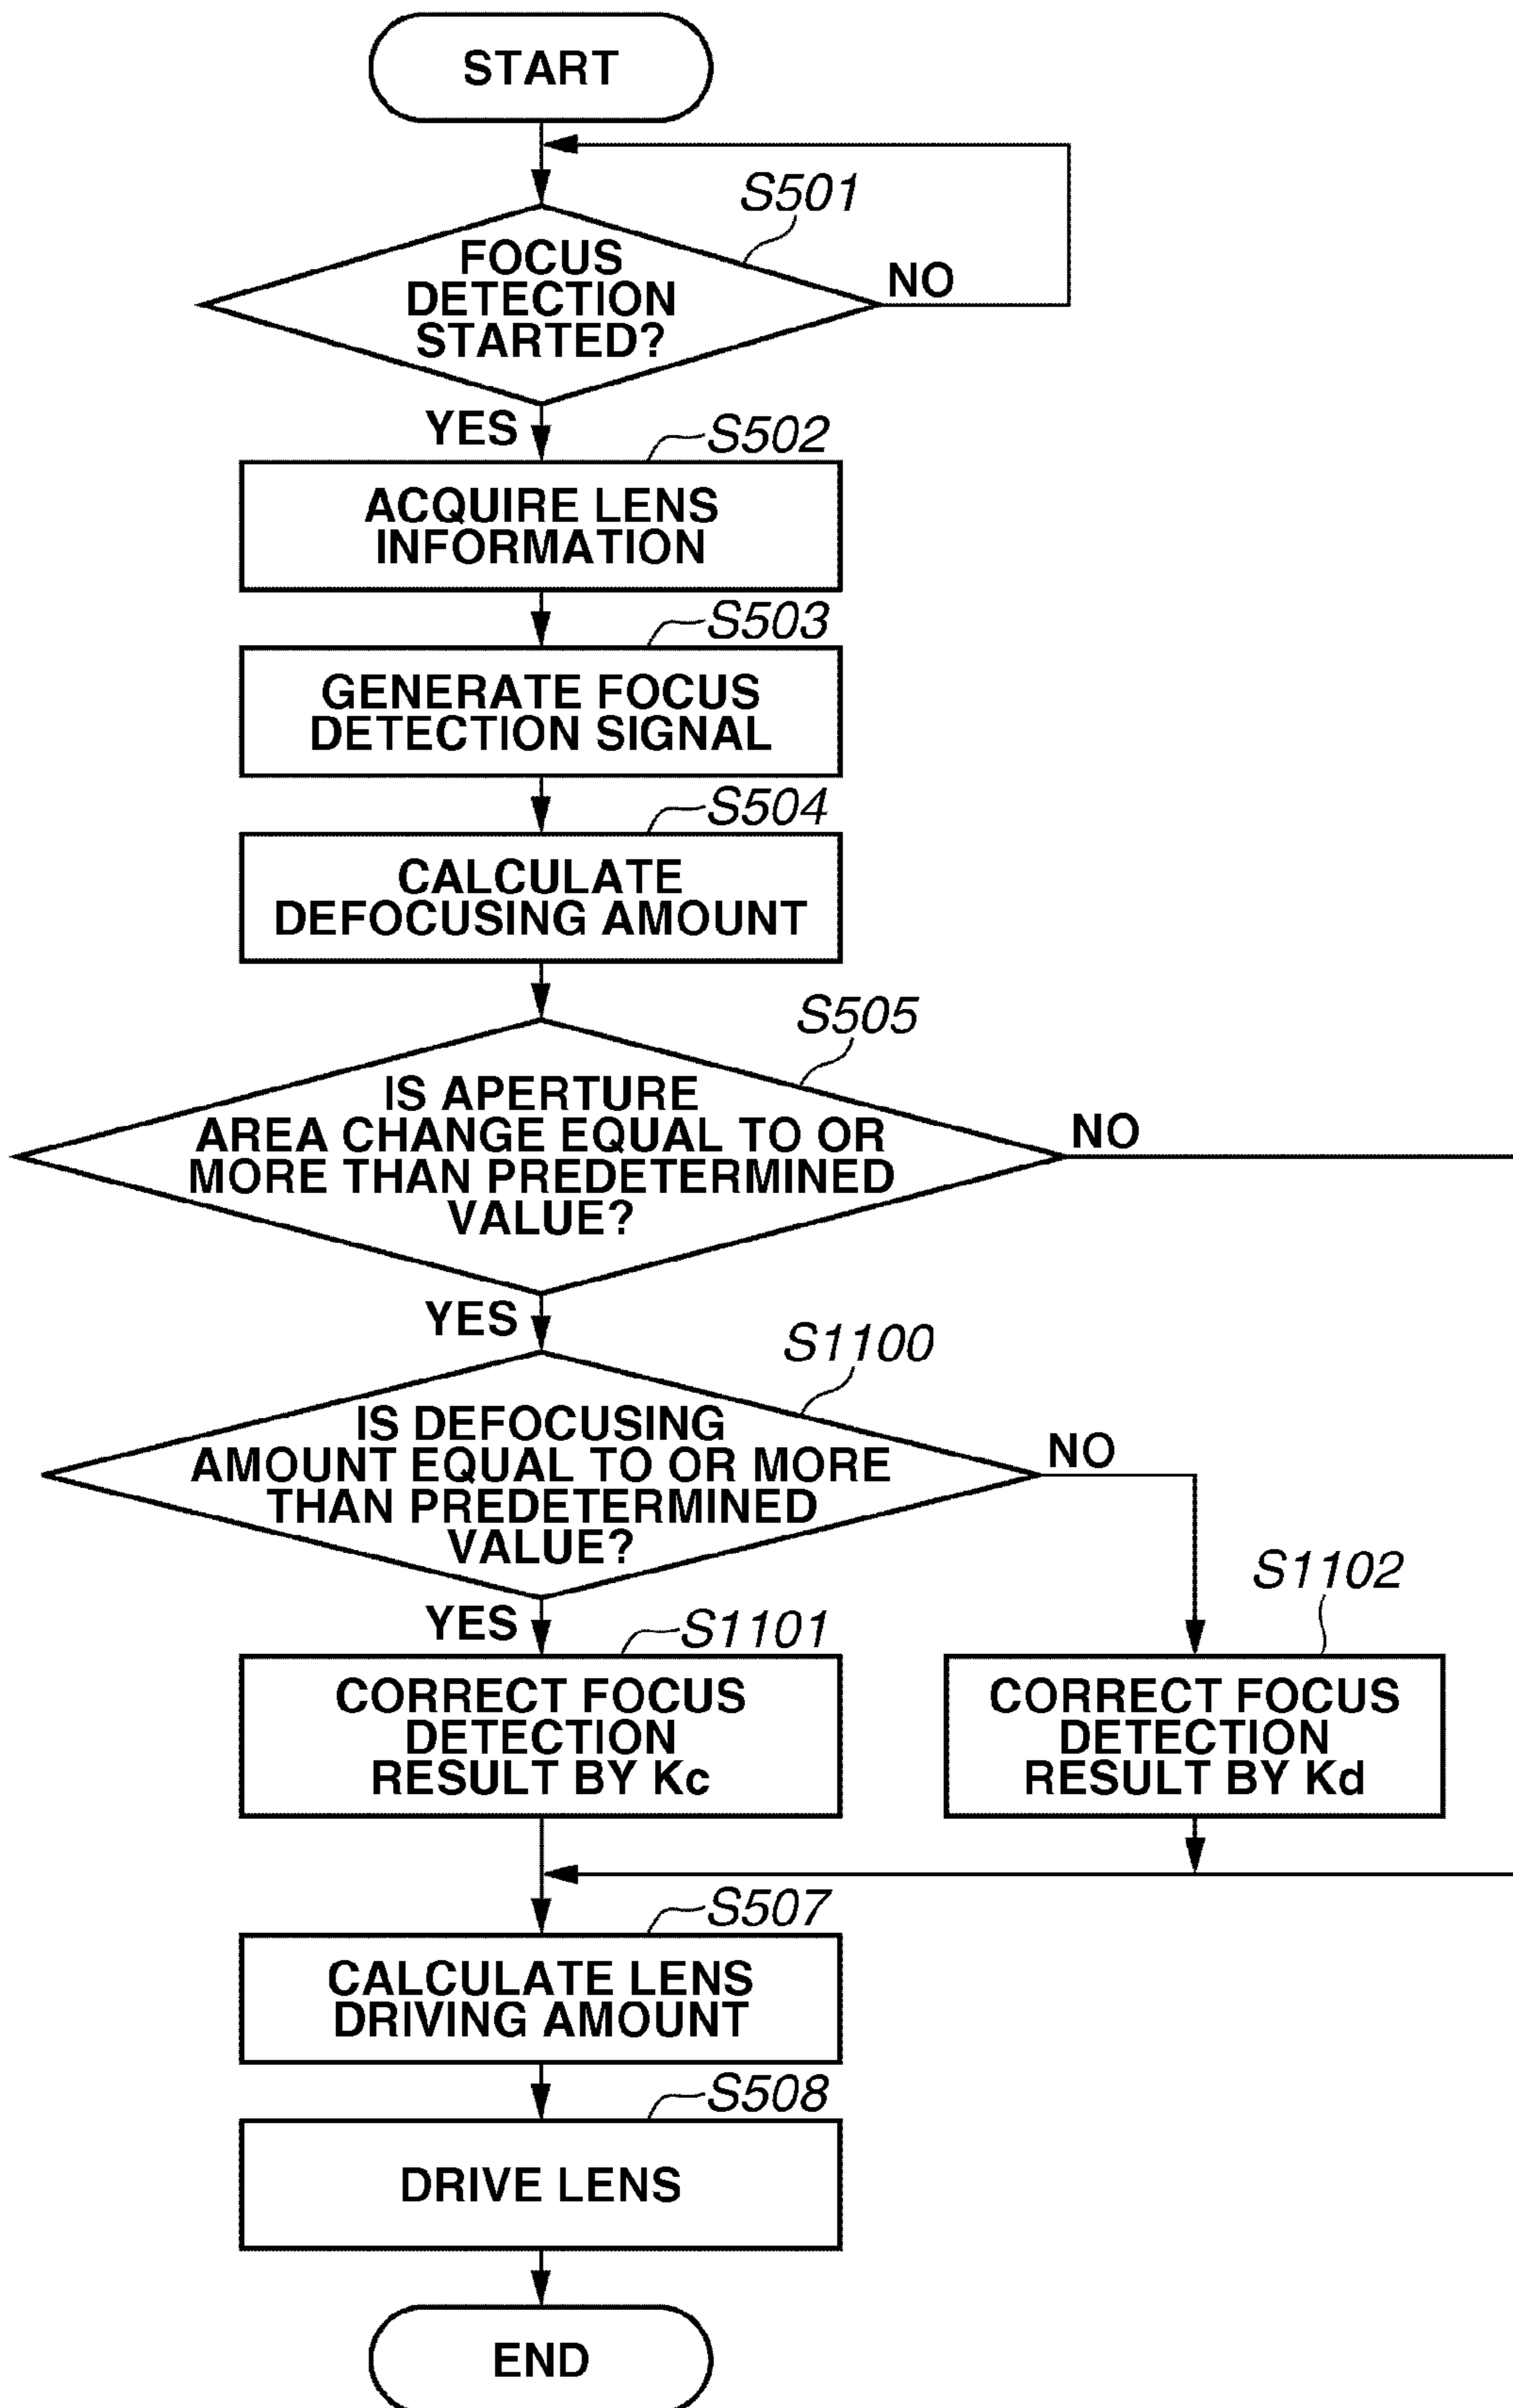 START
S501
FOCUS
DETECTION
STARTED?
NO
YES
S502
ACQUIRE LENS
INFORMATION
S503
GENERATE FOCUS
DETECTION SIGNAL
S504
CALCULATE
DEFOCUSING AMOUNT
S505
IS APERTURE
AREA CHANGE EQUAL TO OR
MORE THAN PREDETERMINED
VALUE?
NO
YES
S1100
IS DEFOCUSING
AMOUNT EQUAL TO OR MORE
THAN PREDETERMINED
VALUE?
NO
YES
S1101
CORRECT FOCUS
DETECTION
RESULT BY Kc
S1102
CORRECT FOCUS
DETECTION
RESULT BY Kd
S507
CALCULATE LENS
DRIVING AMOUNT
S508
DRIVE LENS
END